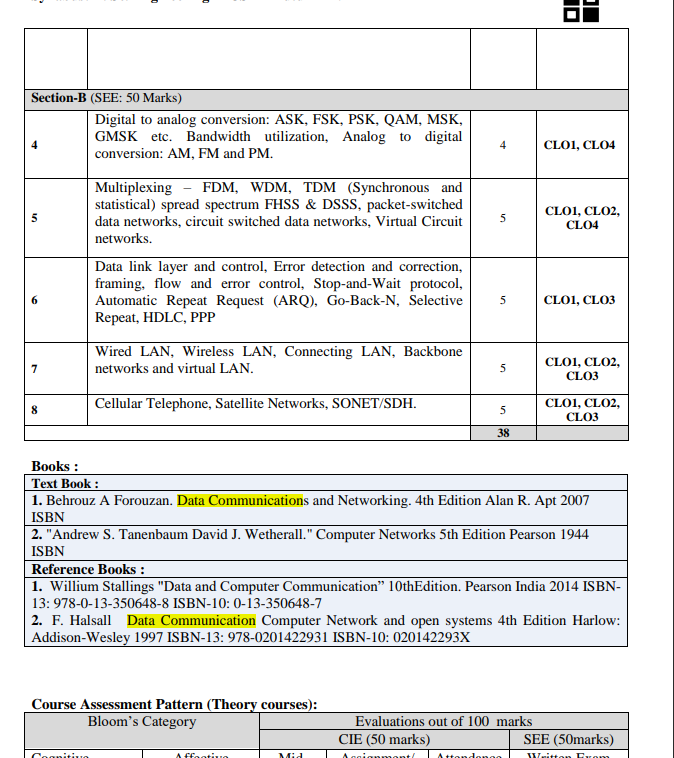 Section-B (SEE: 50 Marks)
4
Digital to analog conversion: ASK, FSK, PSK, QAM, MSK,
GMSK etc. Bandwidth utilization, Analog to digital
conversion: AM, FM and PM.
4
CLO1, CLO4
5
Multiplexing – FDM, WDM, TDM (Synchronous and
statistical) spread spectrum FHSS & DSSS, packet-switched
data networks, circuit switched data networks, Virtual Circuit
networks.
5
CLO1, CLO2,
CLO4
6
Data link layer and control, Error detection and correction,
framing, flow and error control, Stop-and-Wait protocol,
Automatic Repeat Request (ARQ), Go-Back-N, Selective
Repeat, HDLC, PPP
5
CLO1, CLO3
7
Wired LAN, Wireless LAN, Connecting LAN, Backbone
networks and virtual LAN.
5
CLO1, CLO2,
CLO3
8
Cellular Telephone, Satellite Networks, SONET/SDH.
5
CLO1, CLO2,
CLO3
38
Books :
Text Book :
1. Behrouz A Forouzan. Data Communications and Networking. 4th Edition Alan R. Apt 2007
ISBN
2. "Andrew S. Tanenbaum David J. Wetherall." Computer Networks 5th Edition Pearson 1944
ISBN
Reference Books :
1. Willium Stallings "Data and Computer Communication” 10thEdition. Pearson India 2014 ISBN-
13: 978-0-13-350648-8 ISBN-10: 0-13-350648-7
2. F. Halsall Data Communication Computer Network and open systems 4th Edition Harlow:
Addison-Wesley 1997 ISBN-13: 978-0201422931 ISBN-10: 020142293X
Course Assessment Pattern (Theory courses):
Bloom’s Category
Evaluations out of 100 marks
CIE (50 marks)
SEE (50marks)
Cognitive
Affective
Mid
Assignment/
Attendance
Written Exam